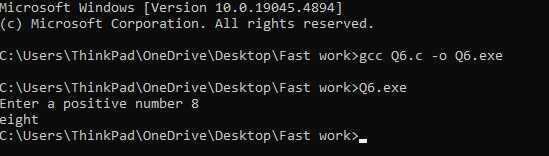 Microsoft Windows [Version 10.0.19045.4894]
(c) Microsoft Corporation. All rights reserved.
C:\Users\ThinkPad\OneDrive\Desktop\Fast work>gcc Q6.c -o Q6.exe
C:\Users\ThinkPad\OneDrive\Desktop\Fast work>Q6.exe
Enter a positive number 8
eight
C:\Users\ThinkPad\OneDrive\Desktop\Fast work>